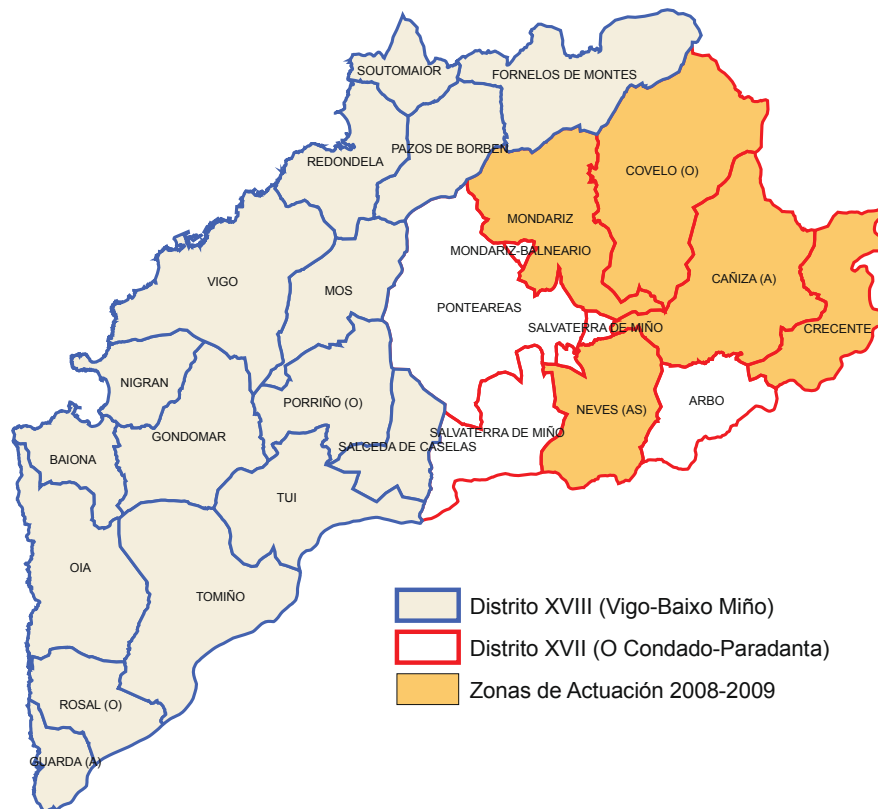 SOUTOMAIOR
FORNELOS DE MONTES
PAZOS DE BORBEN
REDONDELA
COVELO (O)
MONDARIZ
MONDARIZ-BALNEARIO
VIGO
MOS
CAÑIZA (A)
PONTEAREAS
SALVATERRA DE MIÑO
CRECENTE
NIGRAN
PORRIÑO (O)
NEVES (AS)
ARBO
GONDOMAR
SALVATERRA DE MIÑO
SALCEDA DE CASELAS
BAIONA
TUI
OIA
TOMIÑO
Distrito XVIII (Vigo-Baixo Miño)
Distrito XVII (O Condado-Paradanta)
Zonas de Actuación 2008-2009
ROSAL (O)
GUARDA (A)